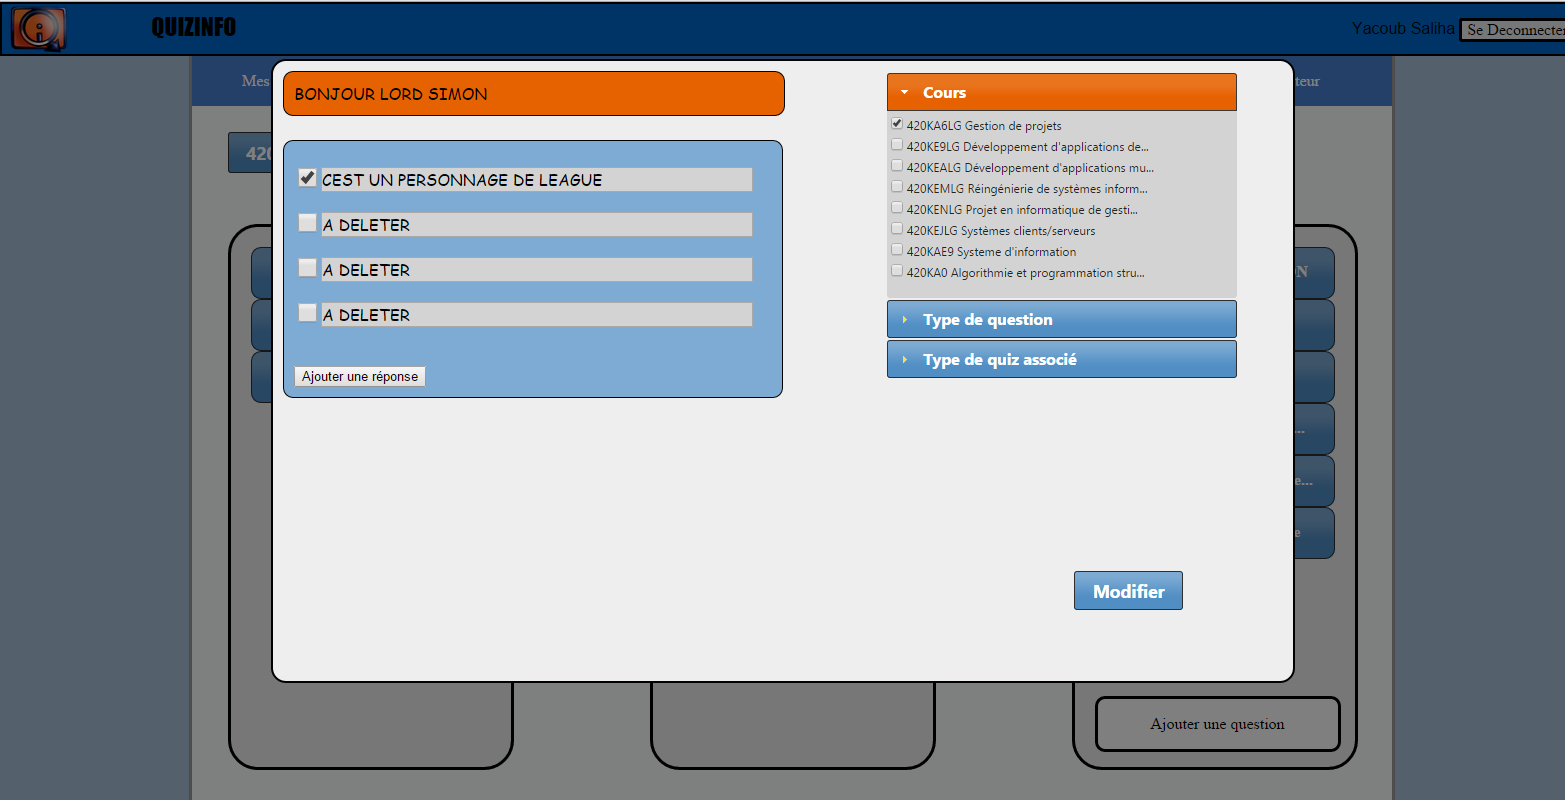 QUIZINFO
Yacoub Saliha
Se Deconnecter
Mes
teur
BONJOUR LORD SIMON
CEST UN PERSONNAGE DE LEAGUE
A DELETER
A DELETER
A DELETER
Ajouter une réponse
Cours
420KA6LG Gestion de projets
420KE9LG Développement d'applications de...
420KEALG Développement d'applications mu...
420KEMLG Réingénierie de systèmes inform...
420KENLG Projet en informatique de gesti...
420KEJLG Systèmes clients/serveurs
420KAE9 Systeme d'information
420KA0 Algorithmie et programmation stru...
Type de question
Type de quiz associé
Modifier
420
N
...
e...
e
Ajouter une question